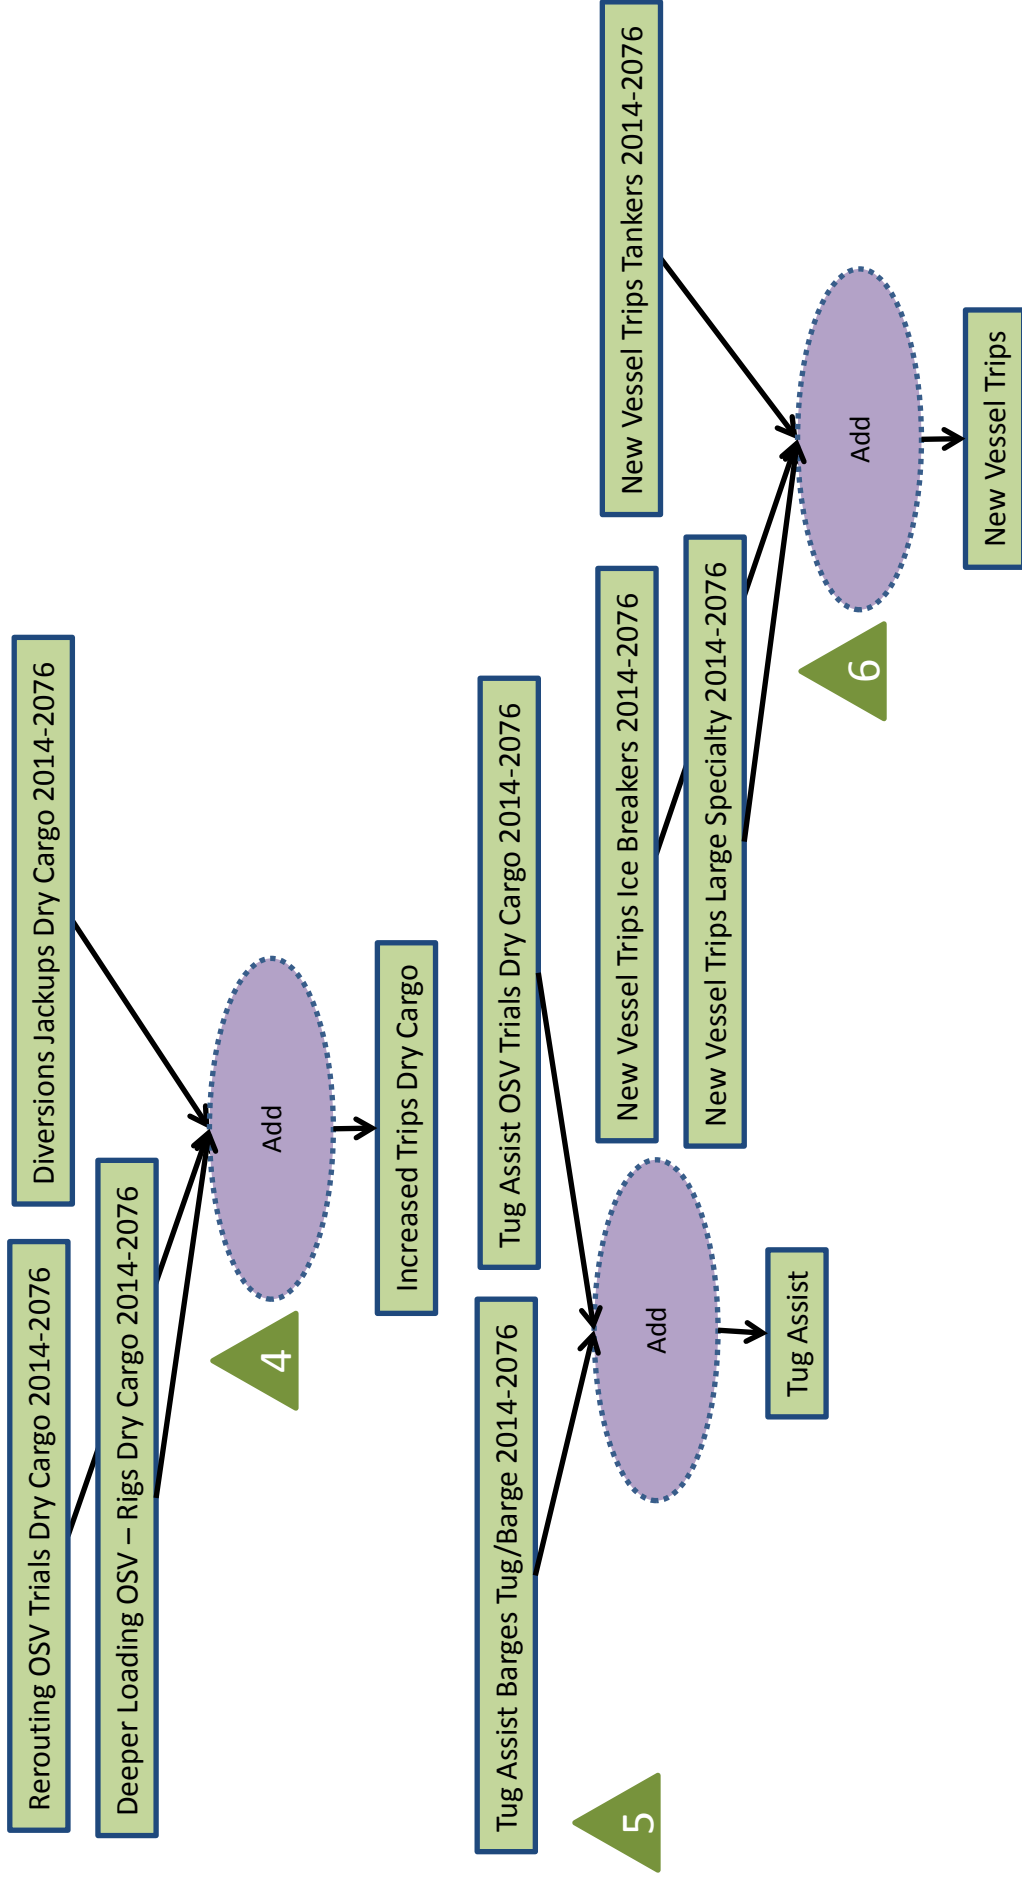 Rerouting OSV Trials Dry Cargo 2014-2076
Diversions Jackups Dry Cargo 2014-2076
Deeper Loading OSV – Rigs Dry Cargo 2014-2076
4
Add
Increased Trips Dry Cargo
Tug Assist Barges Tug/Barge 2014-2076
Tug Assist OSV Trials Dry Cargo 2014-2076
5
Add
Tug Assist
New Vessel Trips Ice Breakers 2014-2076
New Vessel Trips Tankers 2014-2076
New Vessel Trips Large Specialty 2014-2076
6
Add
New Vessel Trips